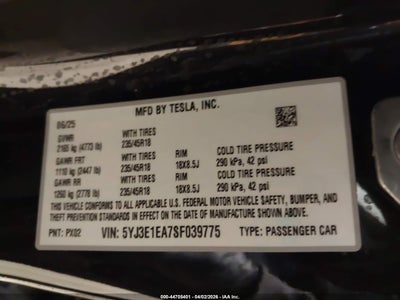 MFD BY TESLA, INC.
06/25
GVWR WITH TIRES
2165 kg (4773 lb) 235/45R18
GAWR FRT WITH TIRES RIM COLD TIRE PRESSURE
1110 kg (2447 lb) 235/45R18 18X8.5J 290 kPa, 42 psi
GAWR RR WITH TIRES RIM COLD TIRE PRESSURE
1260 kg (2778 lb) 235/45R18 18X8.5J 290 kPa, 42 psi
THIS VEHICLE CONFORMS TO ALL APPLICABLE U.S. FEDERAL MOTOR VEHICLE SAFETY, BUMPER, AND
THEFT PREVENTION STANDARDS IN EFFECT ON THE DATE OF MANUFACTURE SHOWN ABOVE.
PNT: PX02 VIN: 5YJ3E1EA7SF039775 TYPE: PASSENGER CAR
000-44705401 - 04/02/2026 - IAAI.COM